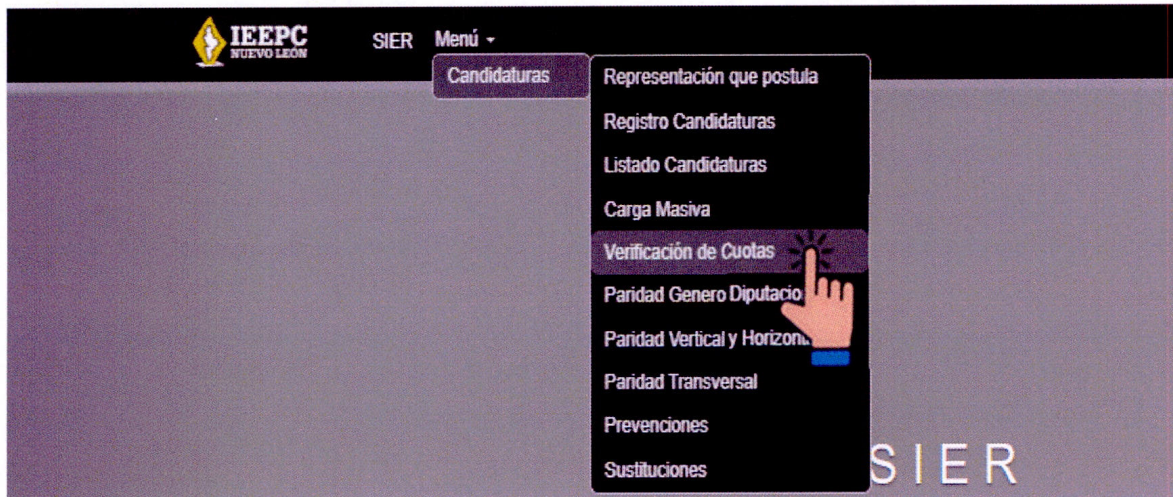 IEEPC
NUEVO LEÓN
SIER Menú
Candidaturas
Representación que postula
Registro Candidaturas
Listado Candidaturas
Carga Masiva
Verificación de Cuotas
Paridad Genero Diputacio
Paridad Vertical y Horizon
Paridad Transversal
Prevenciones
Sustituciones
SIER